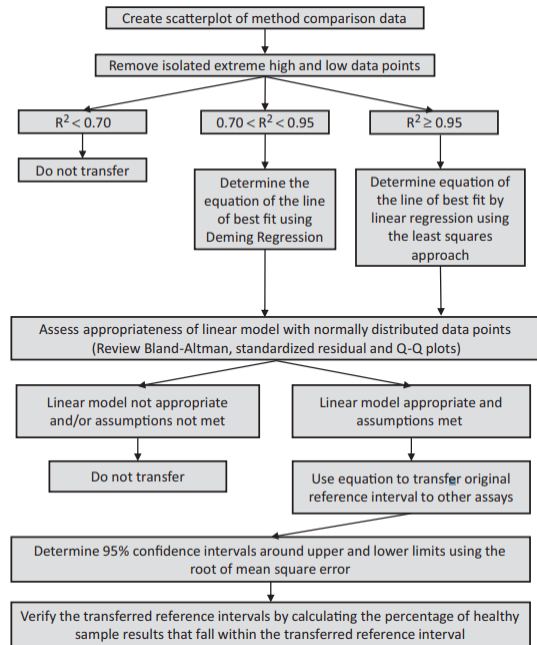 Create scatterplot of method comparison data
Remove isolated extreme high and low data points
R² < 0.70
0.70 < R² < 0.95
R² ≥ 0.95
Do not transfer
Determine the
equation of the line
of best fit using
Deming Regression
Determine equation of
the line of best fit by
linear regression using
the least squares
approach
Assess appropriateness of linear model with normally distributed data points
(Review Bland-Altman, standardized residual and Q-Q plots)
Linear model not appropriate
and/or assumptions not met
Linear model appropriate and
assumptions met
Do not transfer
Use equation to transfer original
reference interval to other assays
Determine 95% confidence intervals around upper and lower limits using the
root of mean square error
Verify the transferred reference intervals by calculating the percentage of healthy
sample results that fall within the transferred reference interval